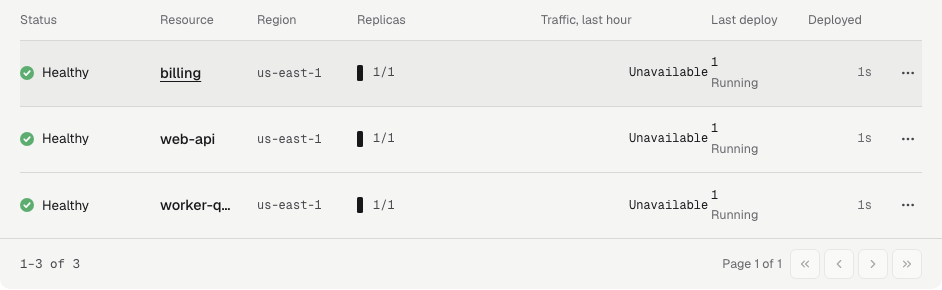 Status Resource Region Replicas Traffic, last hour Last deploy Deployed
Healthy billing us-east-1 1/1 Unavailable 1 Running 1s
Healthy web-api us-east-1 1/1 Unavailable 1 Running 1s
Healthy worker-q… us-east-1 1/1 Unavailable 1 Running 1s
1–3 of 3 Page 1 of 1